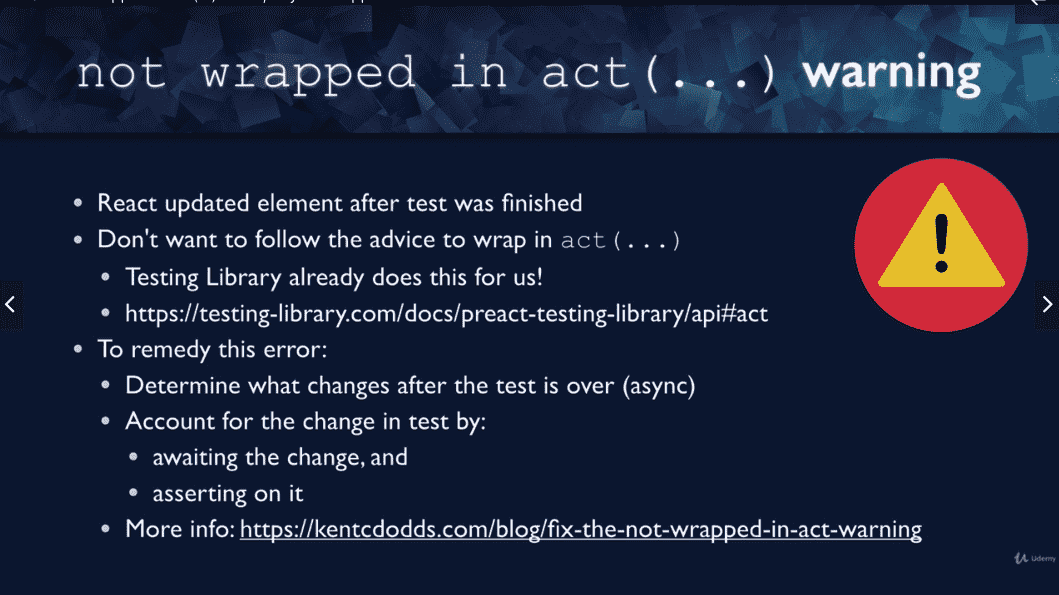 not wrapped in act(...) warning
• React updated element after test was finished
• Don't want to follow the advice to wrap in act(...)
• Testing Library already does this for us!
• https://testing-library.com/docs/preact-testing-library/api#act
• To remedy this error:
• Determine what changes after the test is over (async)
• Account for the change in test by:
• awaiting the change, and
• asserting on it
• More info: https://kentcdodds.com/blog/fix-the-not-wrapped-in-act-warning
Udemy